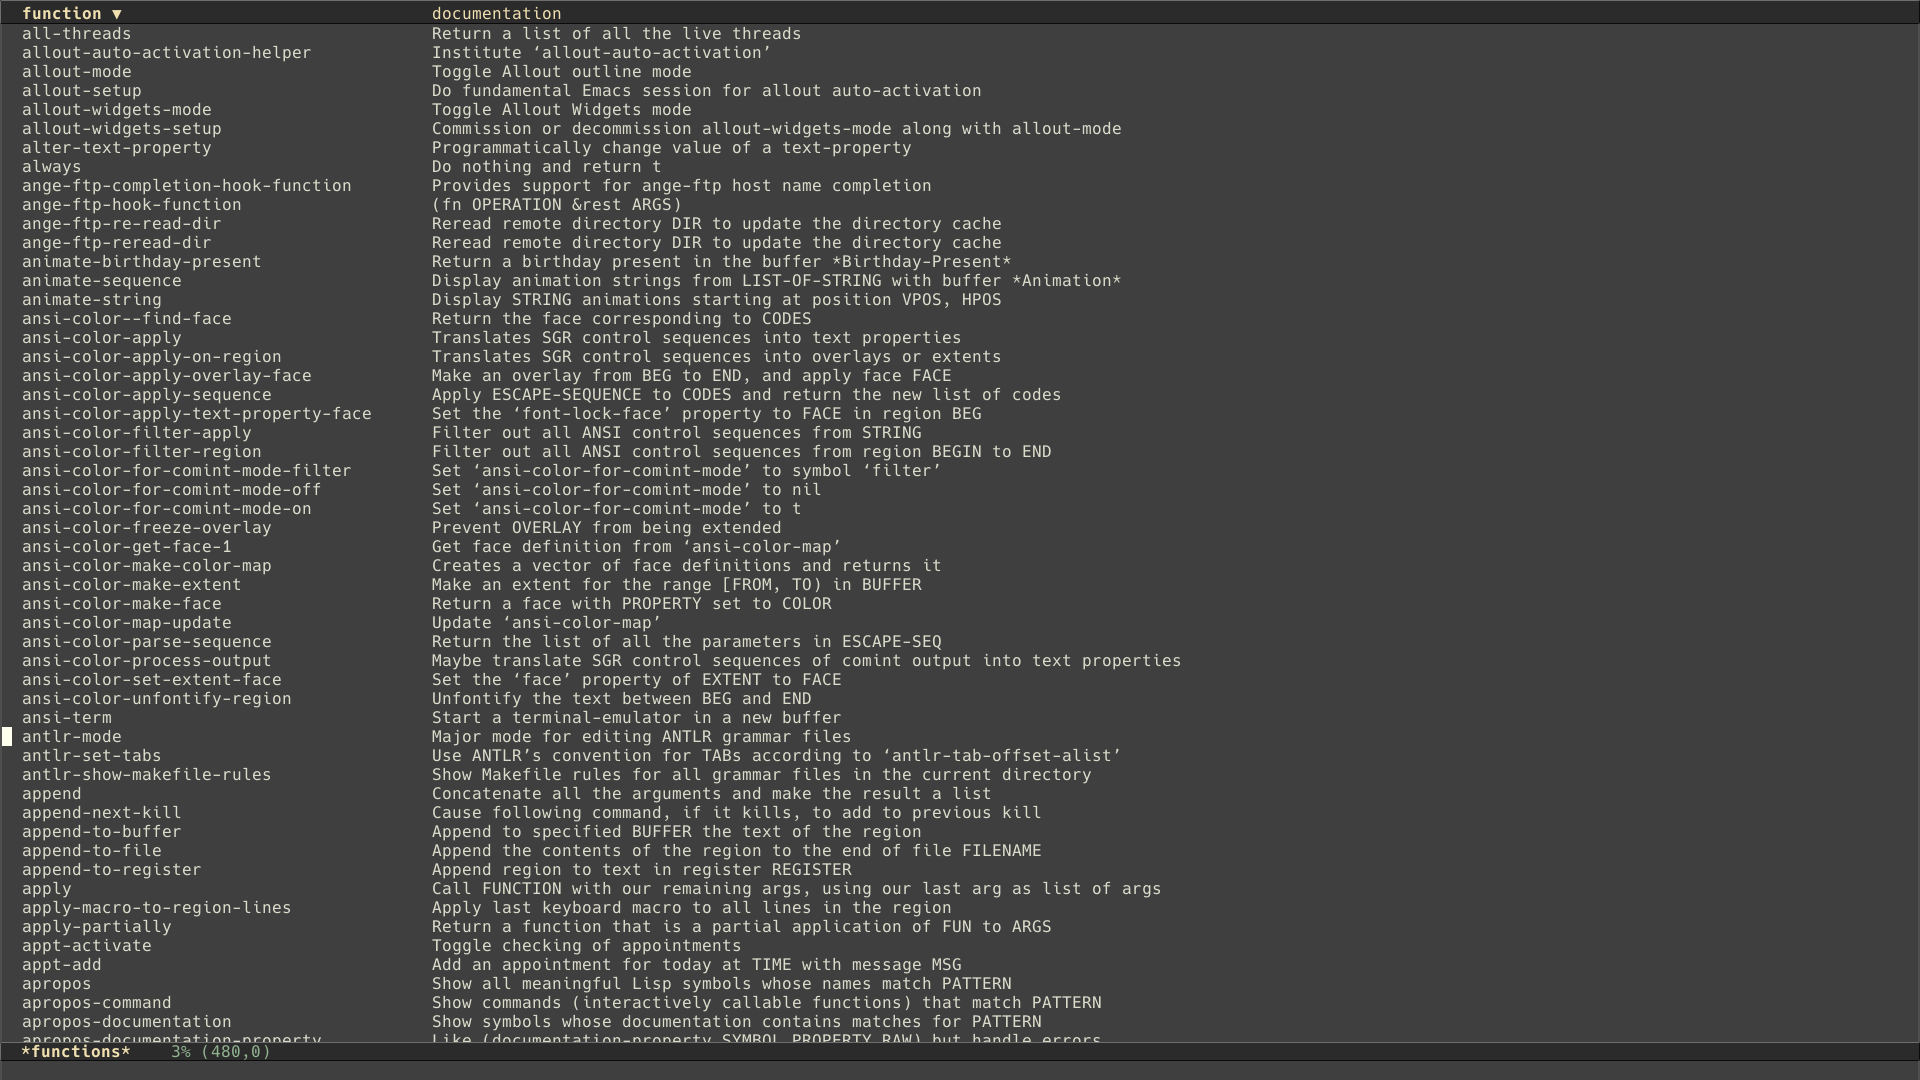 function ▼ documentation
all-threads Return a list of all the live threads
allout-auto-activation-helper Institute ‘allout-auto-activation’
allout-mode Toggle Allout outline mode
allout-setup Do fundamental Emacs session for allout auto-activation
allout-widgets-mode Toggle Allout Widgets mode
allout-widgets-setup Commission or decommission allout-widgets-mode along with allout-mode
alter-text-property Programmatically change value of a text-property
always Do nothing and return t
ange-ftp-completion-hook-function Provides support for ange-ftp host name completion
ange-ftp-hook-function (fn OPERATION &rest ARGS)
ange-ftp-re-read-dir Reread remote directory DIR to update the directory cache
ange-ftp-reread-dir Reread remote directory DIR to update the directory cache
animate-birthday-present Return a birthday present in the buffer *Birthday-Present*
animate-sequence Display animation strings from LIST-OF-STRING with buffer *Animation*
animate-string Display STRING animations starting at position VPOS, HPOS
ansi-color--find-face Return the face corresponding to CODES
ansi-color-apply Translates SGR control sequences into text properties
ansi-color-apply-on-region Translates SGR control sequences into overlays or extents
ansi-color-apply-overlay-face Make an overlay from BEG to END, and apply face FACE
ansi-color-apply-sequence Apply ESCAPE-SEQUENCE to CODES and return the new list of codes
ansi-color-apply-text-property-face Set the ‘font-lock-face’ property to FACE in region BEG
ansi-color-filter-apply Filter out all ANSI control sequences from STRING
ansi-color-filter-region Filter out all ANSI control sequences from region BEGIN to END
ansi-color-for-comint-mode-filter Set ‘ansi-color-for-comint-mode’ to symbol ‘filter’
ansi-color-for-comint-mode-off Set ‘ansi-color-for-comint-mode’ to nil
ansi-color-for-comint-mode-on Set ‘ansi-color-for-comint-mode’ to t
ansi-color-freeze-overlay Prevent OVERLAY from being extended
ansi-color-get-face-1 Get face definition from ‘ansi-color-map’
ansi-color-make-color-map Creates a vector of face definitions and returns it
ansi-color-make-extent Make an extent for the range [FROM, TO) in BUFFER
ansi-color-make-face Return a face with PROPERTY set to COLOR
ansi-color-map-update Update ‘ansi-color-map’
ansi-color-parse-sequence Return the list of all the parameters in ESCAPE-SEQ
ansi-color-process-output Maybe translate SGR control sequences of comint output into text properties
ansi-color-set-extent-face Set the ‘face’ property of EXTENT to FACE
ansi-color-unfontify-region Unfontify the text between BEG and END
ansi-term Start a terminal-emulator in a new buffer
antlr-mode Major mode for editing ANTLR grammar files
antlr-set-tabs Use ANTLR’s convention for TABs according to ‘antlr-tab-offset-alist’
antlr-show-makefile-rules Show Makefile rules for all grammar files in the current directory
append Concatenate all the arguments and make the result a list
append-next-kill Cause following command, if it kills, to add to previous kill
append-to-buffer Append to specified BUFFER the text of the region
append-to-file Append the contents of the region to the end of file FILENAME
append-to-register Append region to text in register REGISTER
apply Call FUNCTION with our remaining args, using our last arg as list of args
apply-macro-to-region-lines Apply last keyboard macro to all lines in the region
apply-partially Return a function that is a partial application of FUN to ARGS
appt-activate Toggle checking of appointments
appt-add Add an appointment for today at TIME with message MSG
apropos Show all meaningful Lisp symbols whose names match PATTERN
apropos-command Show commands (interactively callable functions) that match PATTERN
apropos-documentation Show symbols whose documentation contains matches for PATTERN
apropos-documentation-property Like (documentation-property SYMBOL PROPERTY RAW) but handle errors
*functions* 3% (480,0)